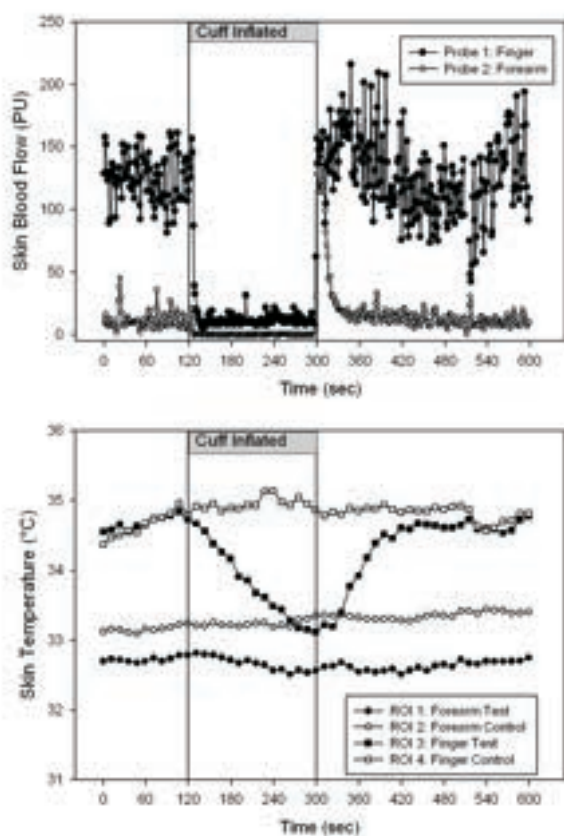 Cuff Inflated
Probe 1: Finger
Probe 2: Forearm
Skin Blood Flow (PU)
250
200
150
100
50
0
0 60 120 180 240 300 360 420 480 540 600
Time (sec)
Cuff Inflated
Skin Temperature (°C)
36
35
34
33
32
31
ROI 1: Forearm Test
ROI 2: Forearm Control
ROI 3: Finger Test
ROI 4: Finger Control
0 60 120 180 240 300 360 420 480 540 600
Time (sec)